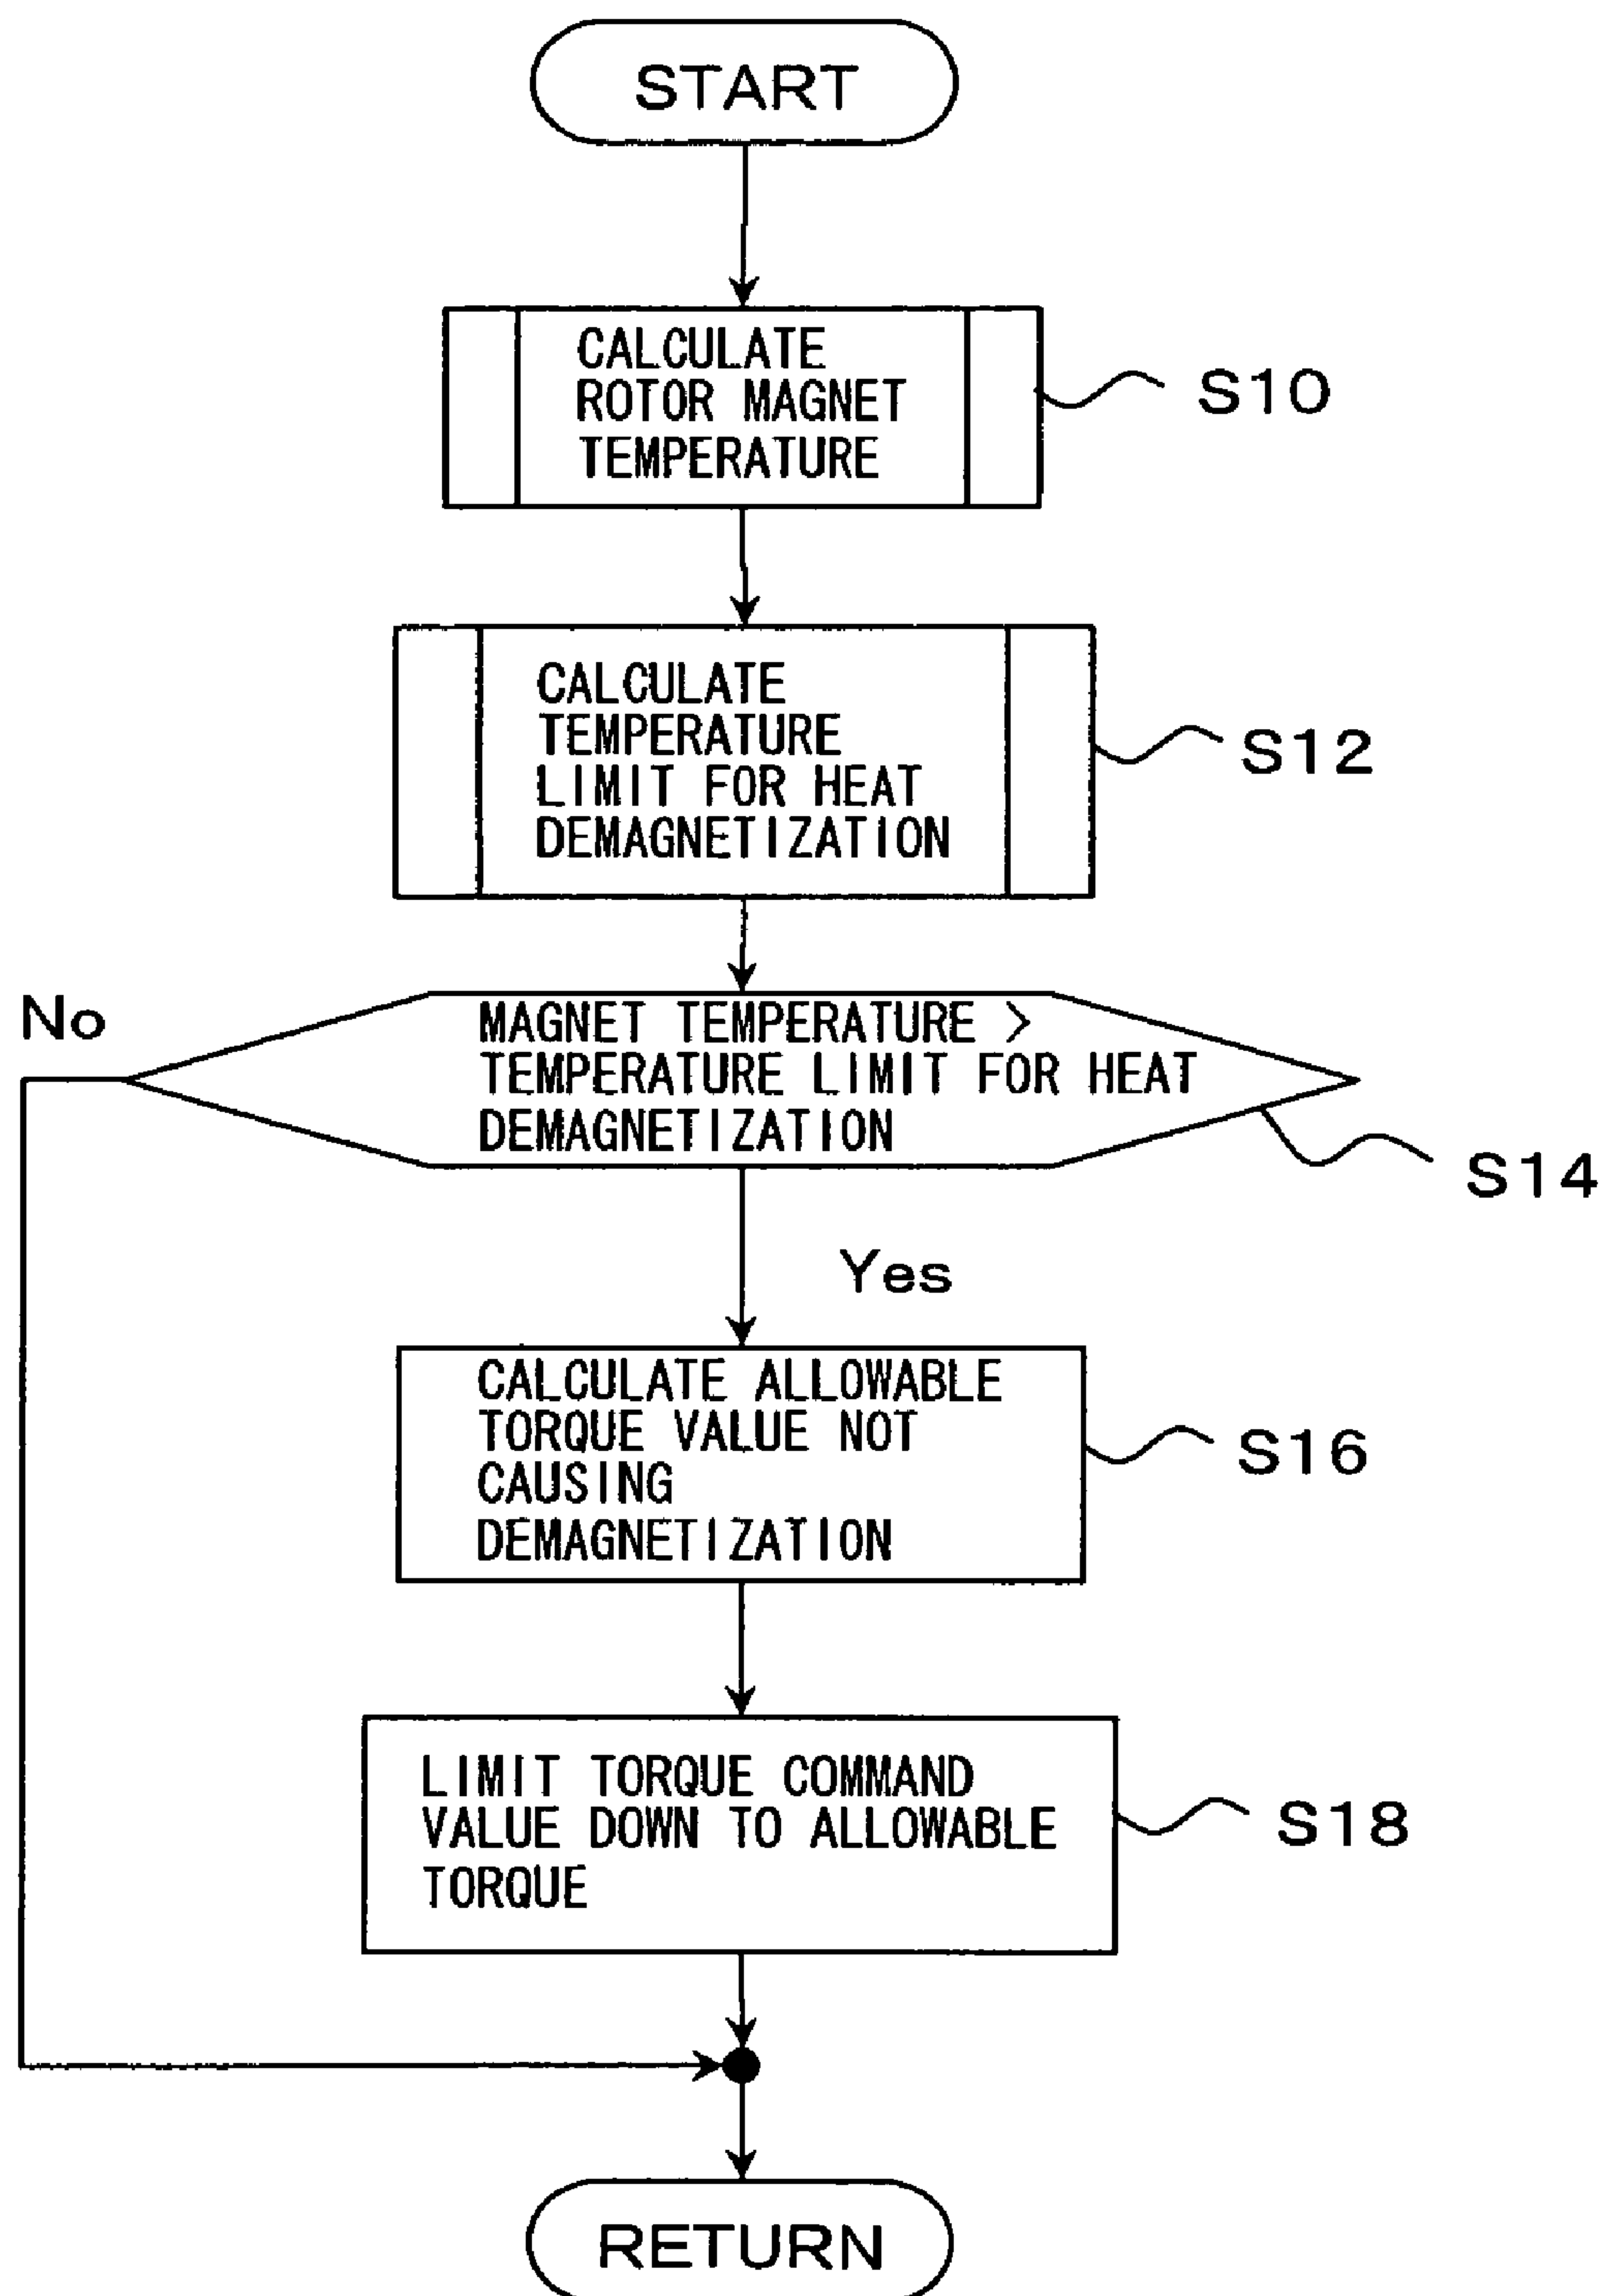 START
CALCULATE
ROTOR MAGNET
TEMPERATURE
S10
CALCULATE
TEMPERATURE
LIMIT FOR HEAT
DEMAGNETIZATION
S12
No
MAGNET TEMPERATURE >
TEMPERATURE LIMIT FOR HEAT
DEMAGNETIZATION
S14
Yes
CALCULATE ALLOWABLE
TORQUE VALUE NOT
CAUSING
DEMAGNETIZATION
S16
LIMIT TORQUE COMMAND
VALUE DOWN TO ALLOWABLE
TORQUE
S18
RETURN